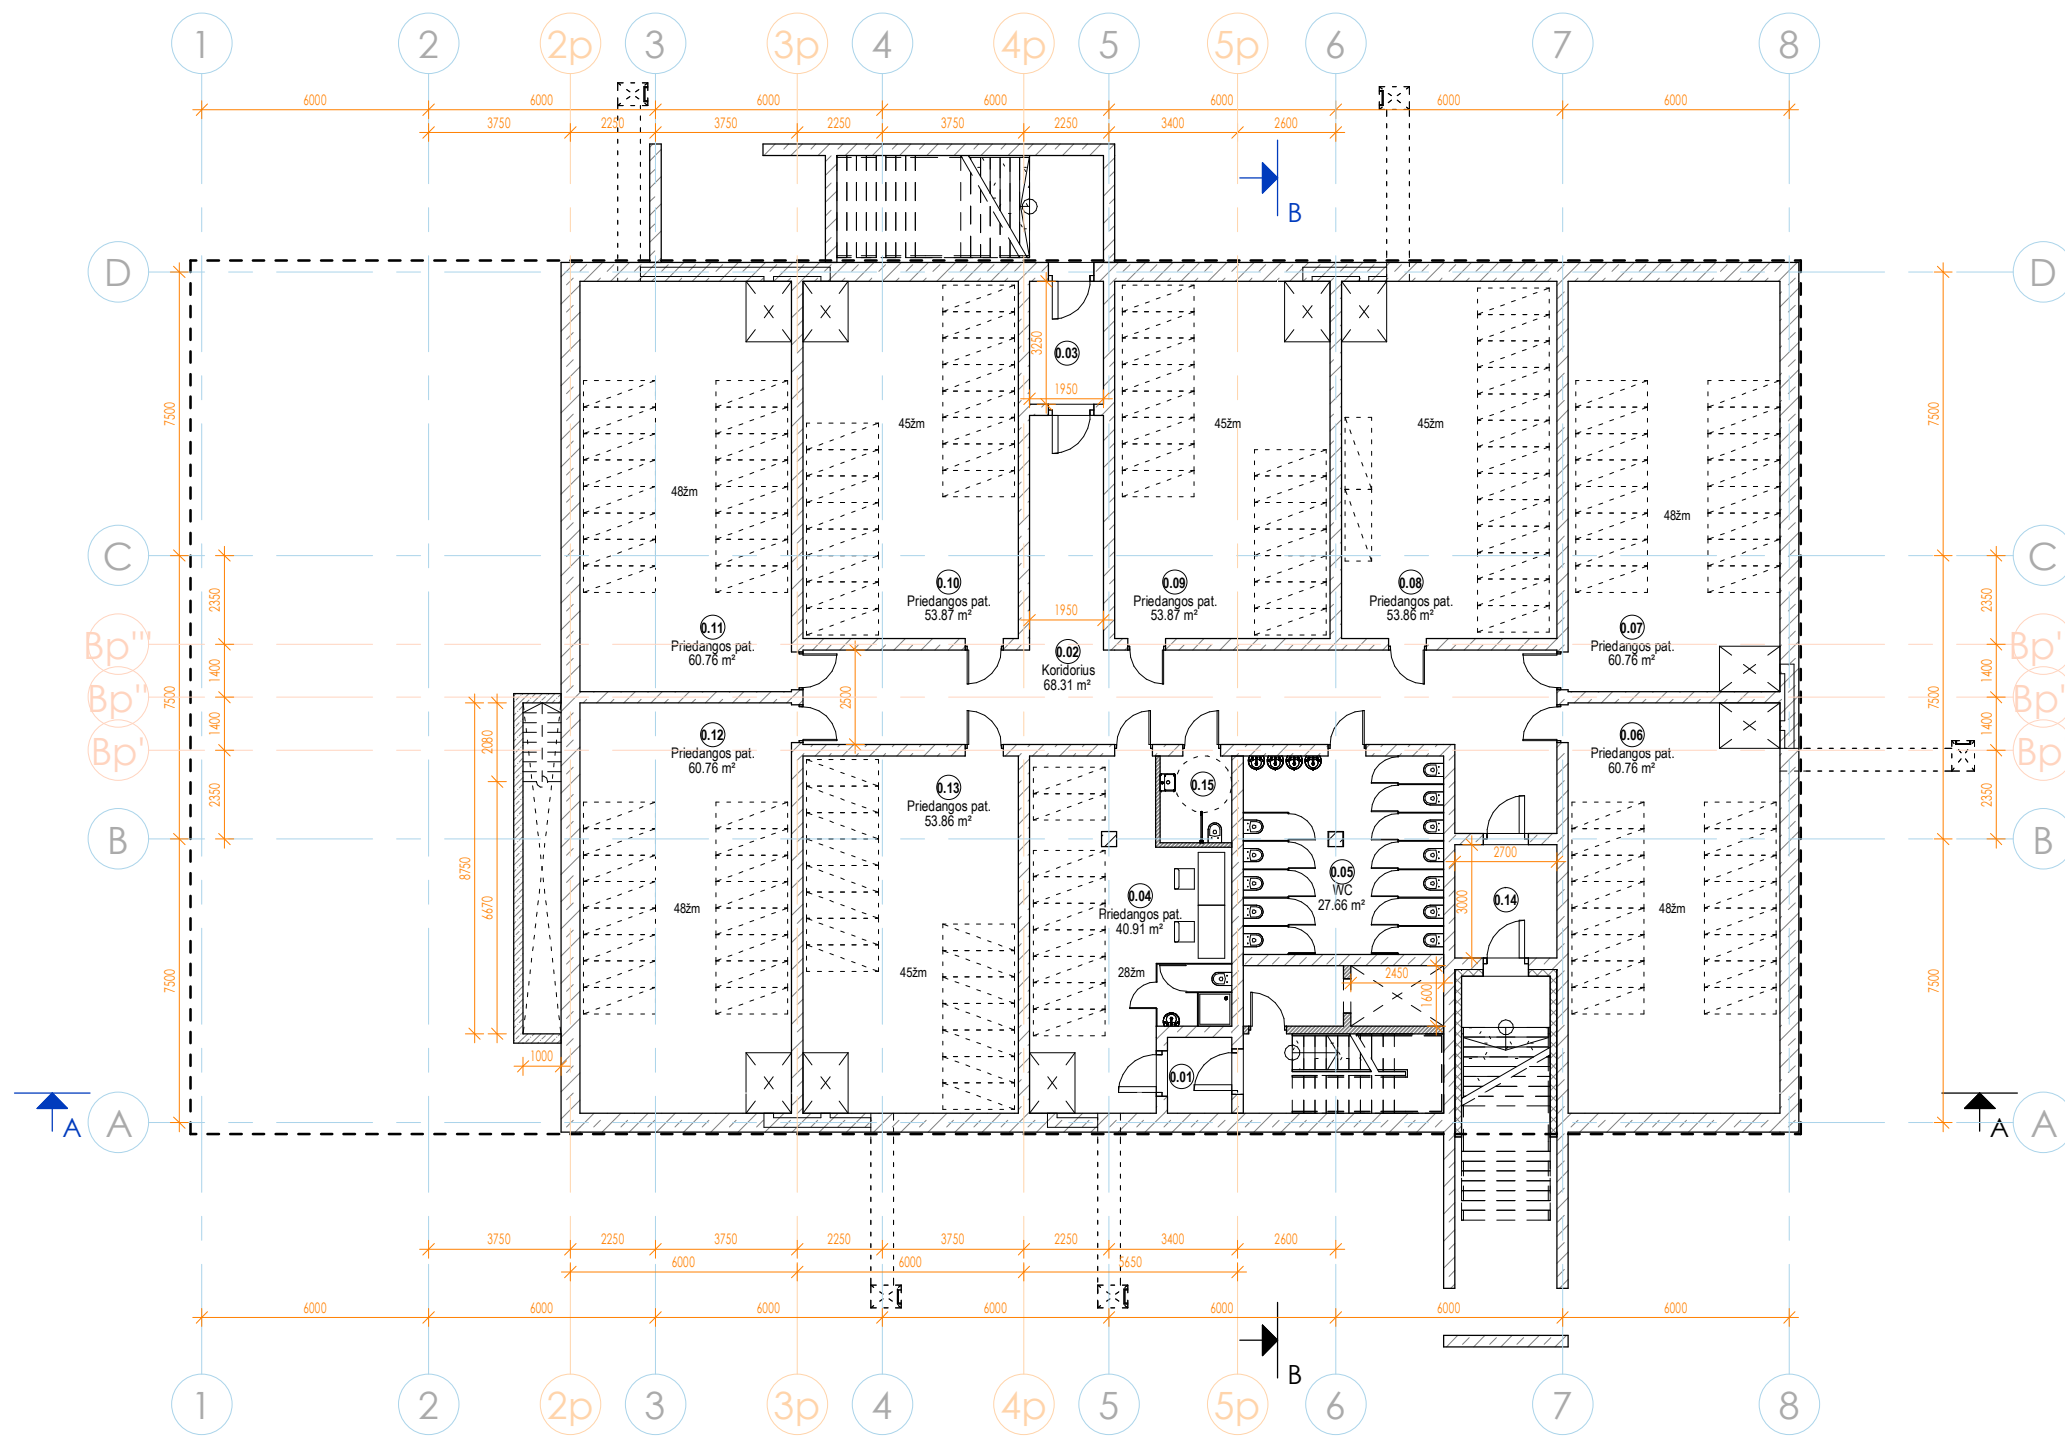 1 2 2p 3 3p 4 4p 5 5p 6 7 8
6000 6000 6000 6000 6000 6000 6000
3750 2250 3750 2250 3750 2250 3400 2600
B
D D
3250
0.03
1950
7500 7500
45žm 45žm 45žm
48žm 48žm
C C
0.10
Priedangos pat.
53.87 m²
0.09
Priedangos pat.
53.87 m²
0.08
Priedangos pat.
53.86 m²
2350 2350
1950
0.11
Priedangos pat.
60.76 m²
0.02
Koridorius
68.31 m²
0.07
Priedangos pat.
60.76 m²
Bp''' Bp'
1400 1400
7500 2500 7500
Bp'' Bp'
1400 1400
Bp' Bp
2080
0.12
Priedangos pat.
60.76 m²
0.06
Priedangos pat.
60.76 m²
0.13
Priedangos pat.
53.86 m²
0.15
2350 2350
B B
8750
6670
2700
3000
0.05
WC
27.66 m²
0.04
Priedangos pat.
40.91 m²
0.14
48žm 48žm
45žm 28žm
2450
1600
7500 7500
1000
0.01
A A A A
3750 2250 3750 2250 3750 2250 3400 2600
6000 6000 5650
6000 6000 6000 6000 6000 6000 6000
B
1 2 2p 3 3p 4 4p 5 5p 6 7 8